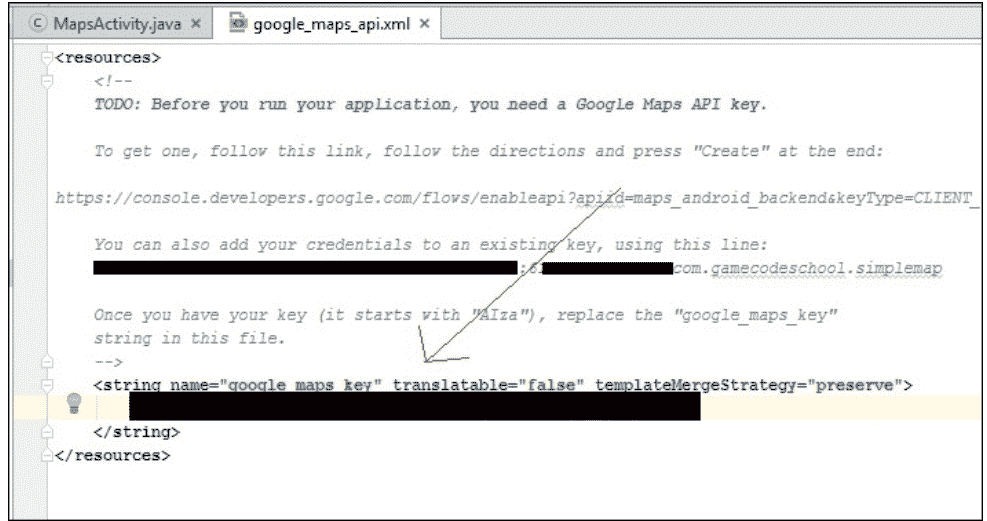 MapsActivity.java google_maps_api.xml
<resources>
<!--
TODO: Before you run your application, you need a Google Maps API key.
To get one, follow this link, follow the directions and press "Create" at the end:
https://console.developers.google.com/flows/enableapi?apiid=maps_android_backend&keyType=CLIENT_
You can also add your credentials to an existing key, using this line:
com.gamecodeschool.simplemap
Once you have your key (it starts with "AIza"), replace the "google_maps_key"
string in this file.
-->
<string name="google_maps_key" translatable="false" templateMergeStrategy="preserve">
</string>
</resources>